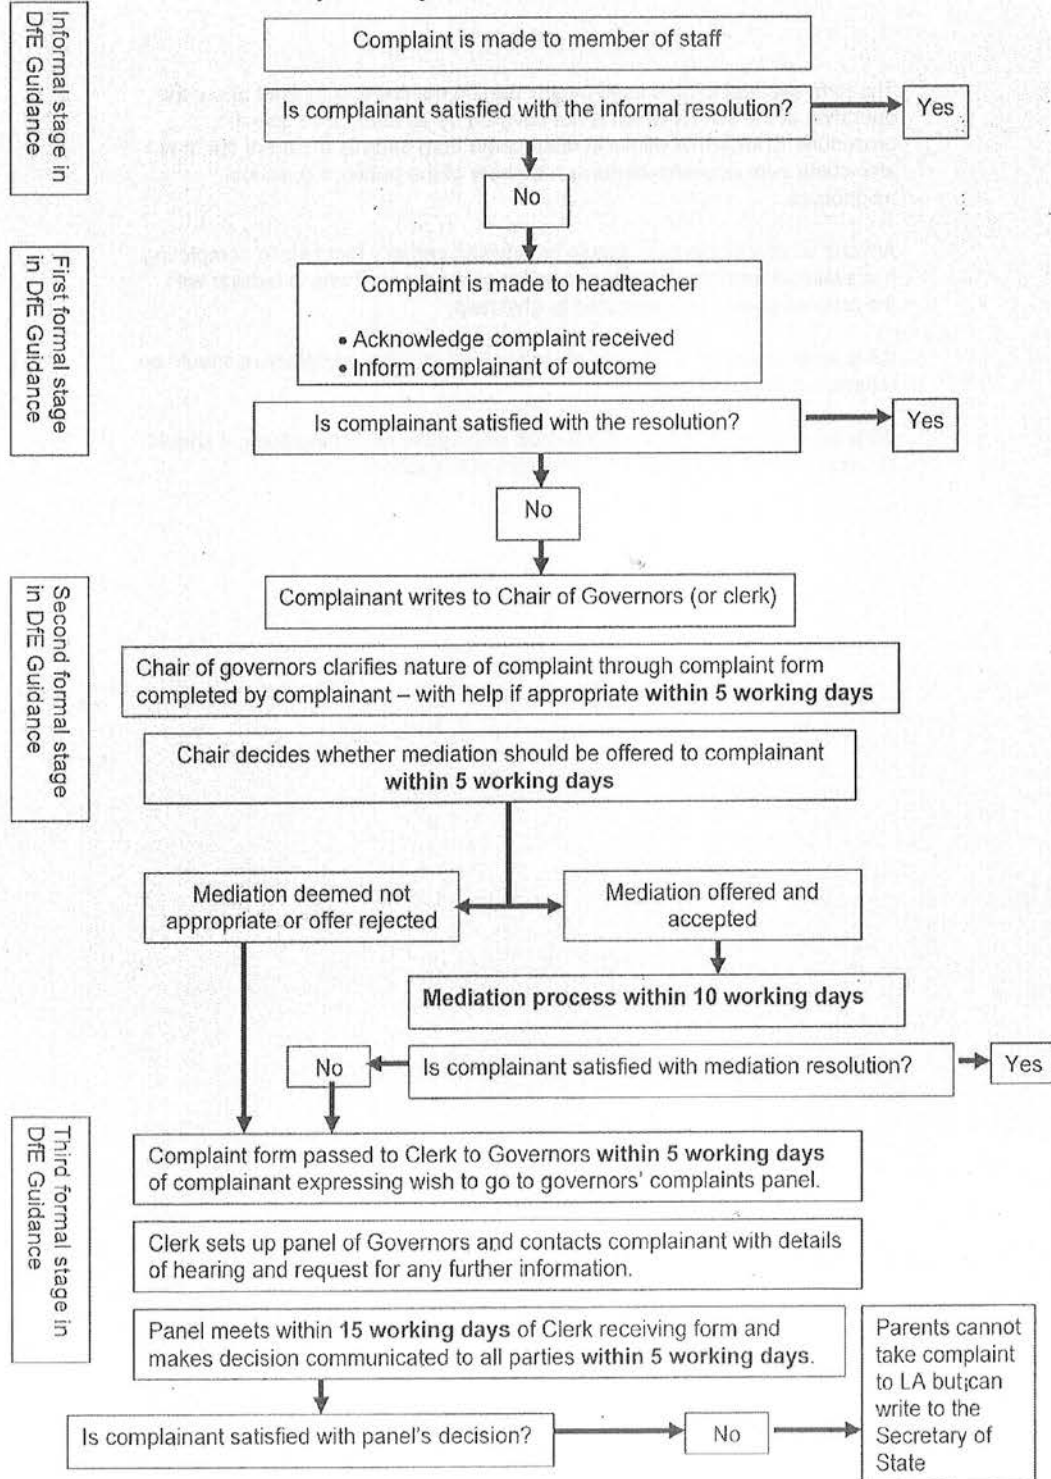 Informal stage in
DfE Guidance
Complaint is made to member of staff
Is complainant satisfied with the informal resolution?
Yes
No
First formal stage
in DfE Guidance
Complaint is made to headteacher
• Acknowledge complaint received
• Inform complainant of outcome
Is complainant satisfied with the resolution?
Yes
No
Second formal stage
in DfE Guidance
Complainant writes to Chair of Governors (or clerk)
Chair of governors clarifies nature of complaint through complaint form
completed by complainant – with help if appropriate within 5 working days
Chair decides whether mediation should be offered to complainant
within 5 working days
Mediation deemed not
appropriate or offer rejected
Mediation offered and
accepted
Mediation process within 10 working days
No
Is complainant satisfied with mediation resolution?
Yes
Third formal stage in
DfE Guidance
Complaint form passed to Clerk to Governors within 5 working days
of complainant expressing wish to go to governors' complaints panel.
Clerk sets up panel of Governors and contacts complainant with details
of hearing and request for any further information.
Panel meets within 15 working days of Clerk receiving form and
makes decision communicated to all parties within 5 working days.
Is complainant satisfied with panel's decision?
No
Parents cannot
take complaint
to LA but can
write to the
Secretary of
State